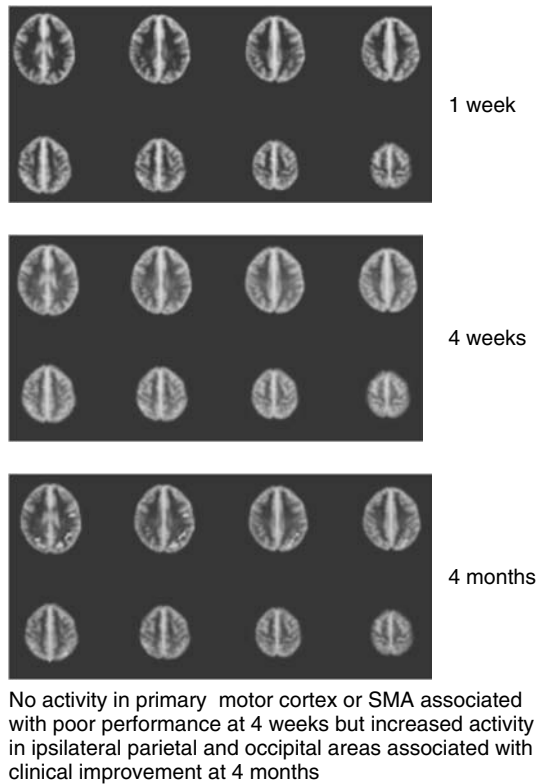 1 week
4 weeks
4 months
No activity in primary motor cortex or SMA associated
with poor performance at 4 weeks but increased activity
in ipsilateral parietal and occipital areas associated with
clinical improvement at 4 months